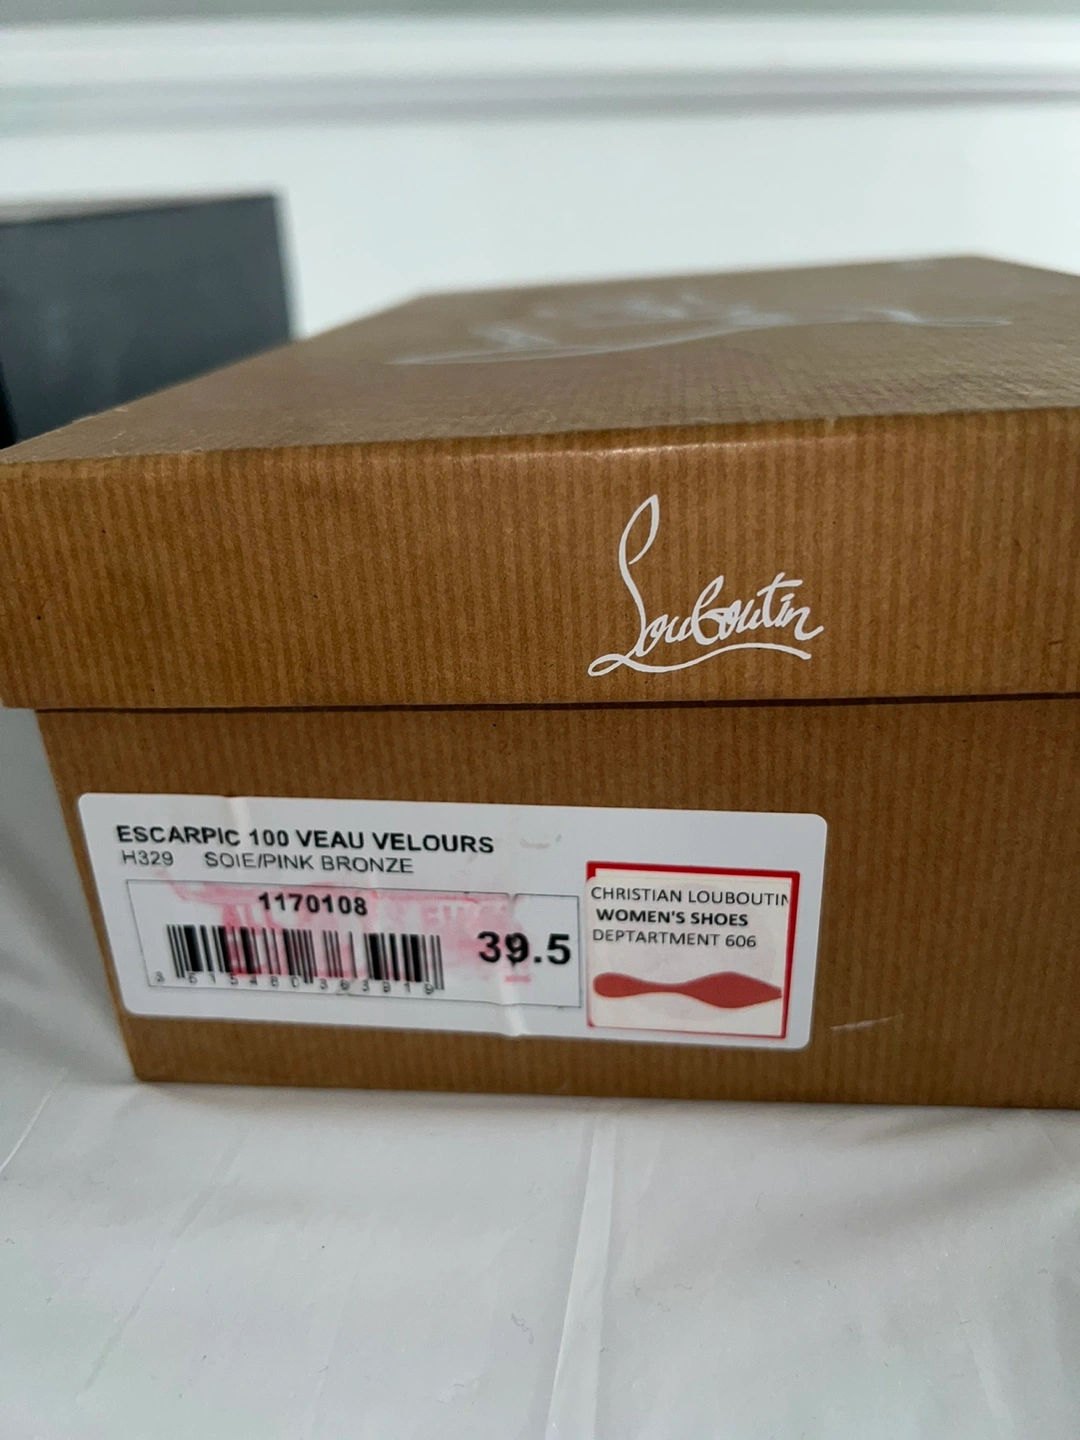 Louboutin
ESCARPIC 100 VEAU VELOURS
H329 SOIE/PINK BRONZE
1170108
39.5
CHRISTIAN LOUBOUTIN
WOMEN'S SHOES
DEPTARTMENT 606